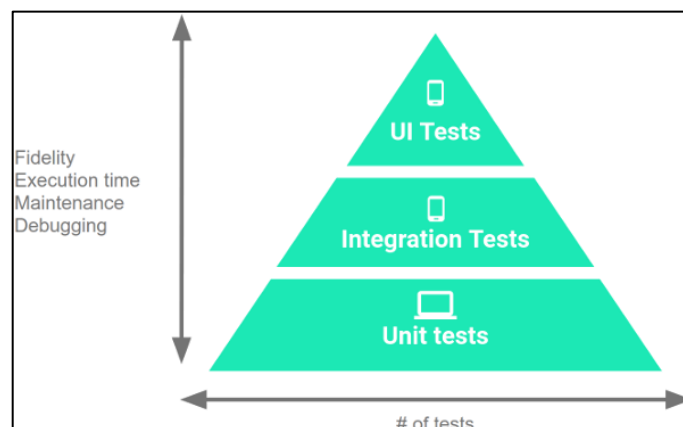 UI Tests
Fidelity
Execution time
Maintenance
Debugging
Integration Tests
Unit tests
# of tests